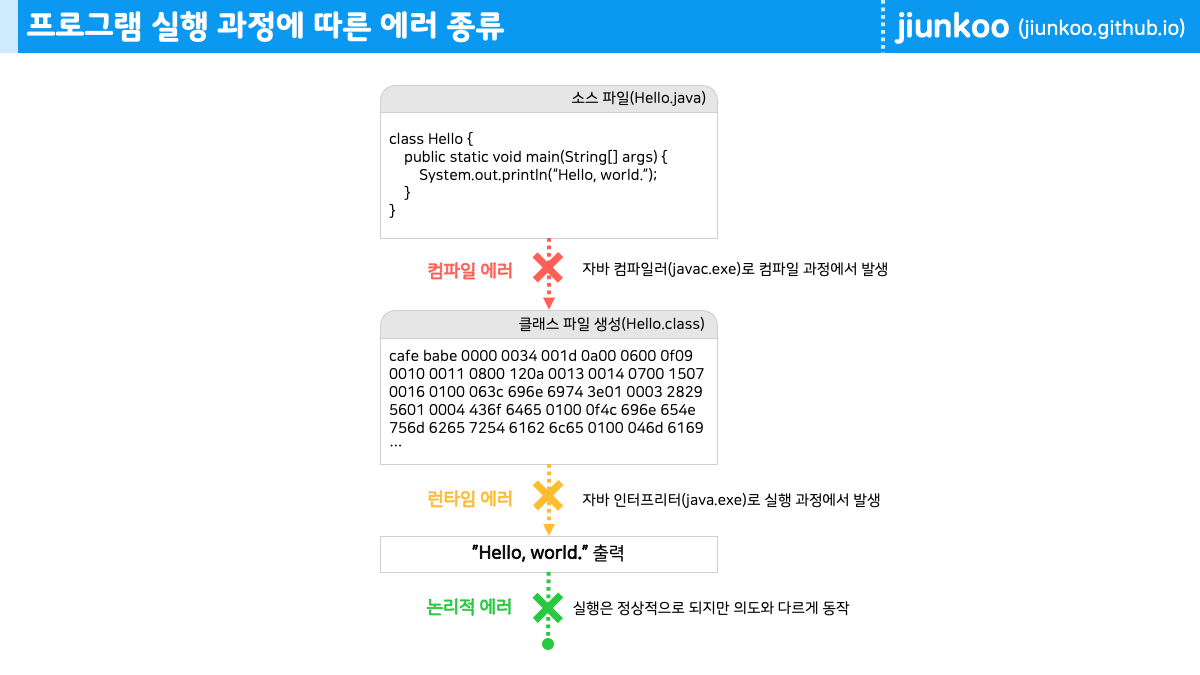 프로그램 실행 과정에 따른 에러 종류
jiunkoo (jiunkoo.github.io)
소스 파일(Hello.java)
class Hello {
public static void main(String[] args) {
System.out.println(“Hello, world.”);
}
}
컴파일 에러
자바 컴파일러(javac.exe)로 컴파일 과정에서 발생
클래스 파일 생성(Hello.class)
cafe babe 0000 0034 001d 0a00 0600 0f09
0010 0011 0800 120a 0013 0014 0700 1507
0016 0100 063c 696e 6974 3e01 0003 2829
5601 0004 436f 6465 0100 0f4c 696e 654e
756d 6265 7254 6162 6c65 0100 046d 6169
...
런타임 에러
자바 인터프리터(java.exe)로 실행 과정에서 발생
”Hello, world.” 출력
논리적 에러
실행은 정상적으로 되지만 의도와 다르게 동작